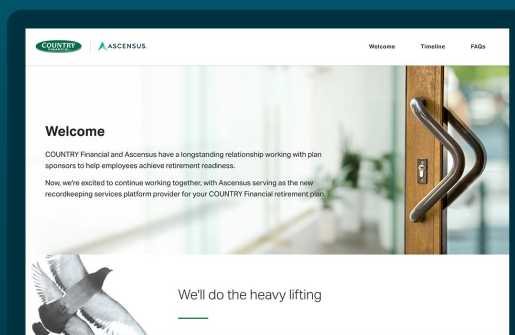 COUNTRY
FINANCIAL
ASCENSUS
Welcome Timeline FAQs
Welcome
COUNTRY Financial and Ascensus have a longstanding relationship working with plan
sponsors to help employees achieve retirement readiness.
Now, we're excited to continue working together, with Ascensus serving as the new
recordkeeping services platform provider for your COUNTRY Financial retirement plan.
We'll do the heavy lifting